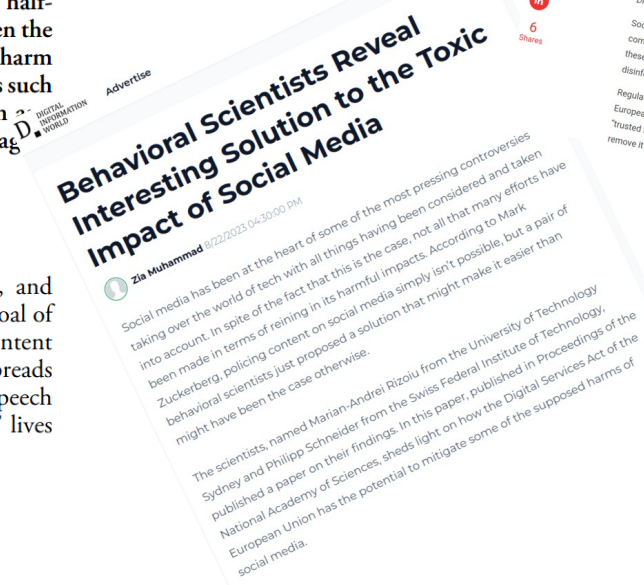 half-
en the
harm
s such
, and
oal of
ntent
preads
peech
lives
D
DIGITAL
INFORMATION
WORLD
Advertise
Behavioral Scientists Reveal
Interesting Solution to the Toxic
Impact of Social Media
Zia Muhammad 8/22/2023 04:30:00 PM
Social media has been at the heart of some of the most pressing controversies
taking over the world of tech with all things having been considered and taken
into account. In spite of the fact that this is the case, not all that many efforts have
been made in terms of reining in its harmful impacts. According to Mark
Zuckerberg, policing content on social media simply isn't possible, but a pair of
behavioral scientists just proposed a solution that might make it easier than
might have been the case otherwise.
The scientists, named Marian-Andrei Rizoiu from the University of Technology
Sydney and Philipp Schneider from the Swiss Federal Institute of Technology,
published a paper on their findings. In this paper, published in Proceedings of the
National Academy of Sciences, sheds light on how the Digital Services Act of the
European Union has the potential to mitigate some of the supposed harms of
social media.
in
6
Shares
Soc
com
these
disinf
Regula
Europea
"trusted
remove it